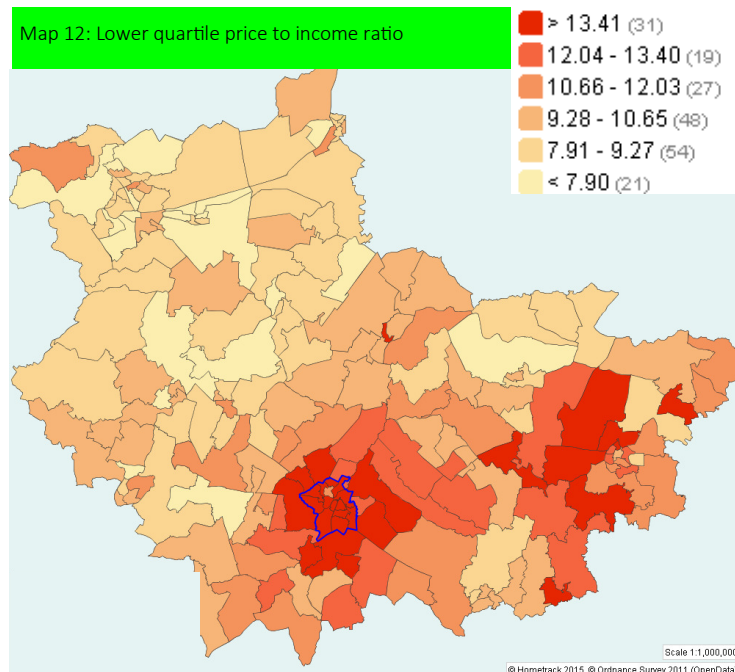 Map 12: Lower quartile price to income ratio
> 13.41 (31)
12.04 - 13.40 (19)
10.66 - 12.03 (27)
9.28 - 10.65 (48)
7.91 - 9.27 (54)
< 7.90 (21)
Scale 1:1,000,000
© Hometrack 2015, © Ordnance Survey 2011 (OpenData